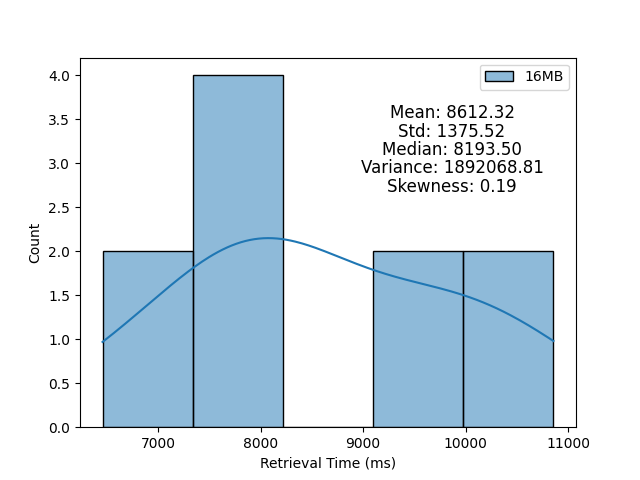 16MB
Mean: 8612.32
Std: 1375.52
Median: 8193.50
Variance: 1892068.81
Skewness: 0.19
4.0
3.5
3.0
2.5
2.0
1.5
1.0
0.5
0.0
Count
7000 8000 9000 10000 11000
Retrieval Time (ms)